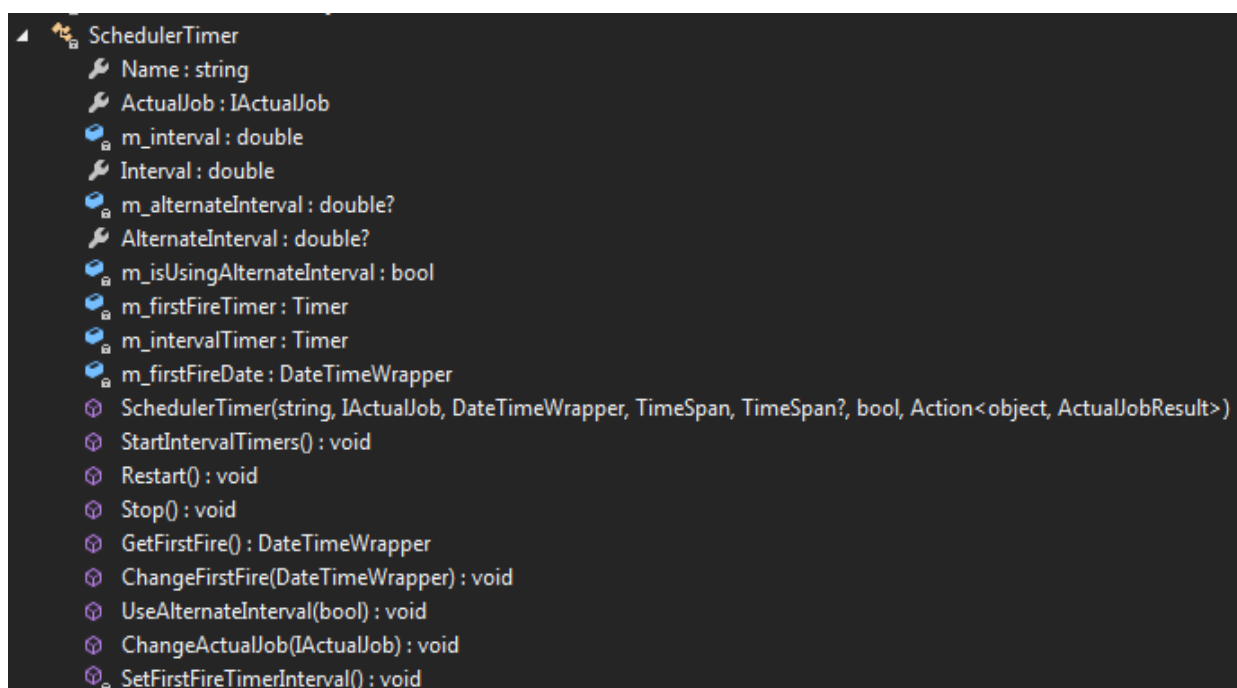 SchedulerTimer
Name : string
ActualJob : IActualJob
m_interval : double
Interval : double
m_alternateInterval : double?
AlternateInterval : double?
m_isUsingAlternateInterval : bool
m_firstFireTimer : Timer
m_intervalTimer : Timer
m_firstFireDate : DateTimeWrapper
SchedulerTimer(string, IActualJob, DateTimeWrapper, TimeSpan, TimeSpan?, bool, Action<object, ActualJobResult>)
StartIntervalTimers() : void
Restart() : void
Stop() : void
GetFirstFire() : DateTimeWrapper
ChangeFirstFire(DateTimeWrapper) : void
UseAlternateInterval(bool) : void
ChangeActualJob(IActualJob) : void
SetFirstFireTimerInterval() : void